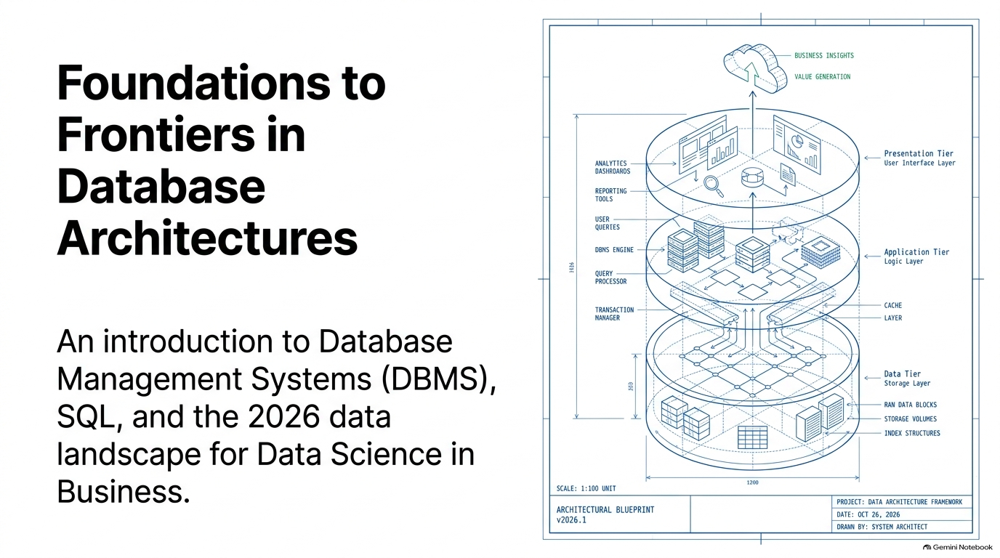 Foundations to
Frontiers in
Database
Architectures
An introduction to Database
Management Systems (DBMS),
SQL, and the 2026 data
landscape for Data Science in
Business.
BUSINESS INSIGHTS
VALUE GENERATION
ANALYTIES
DASHROARDS
REPORTING
TOOLS
USER
QUERIES
DBMS ENGINE
QUERY
PROCESSOR
TRANSACTION
MANAGER
Presentation Tier
User Interface Layer
Application Tier
Logic Layer
CACHE
LAYER
Data Tier
Storage Layer
RAN DATA BLOCKS
STORAGE VOLUMES
INDEX STRUCTURES
1200
SCALE: 1:100 UNIT
ARCHITECTURAL BLUEPRINT
v2026.1
PROJECT: DATA ARCHITECTURE FRAMENORK
DATE: OCT 26, 2026
DRANN BY: SYSTEM ARCHITECT
Gemini Notebook